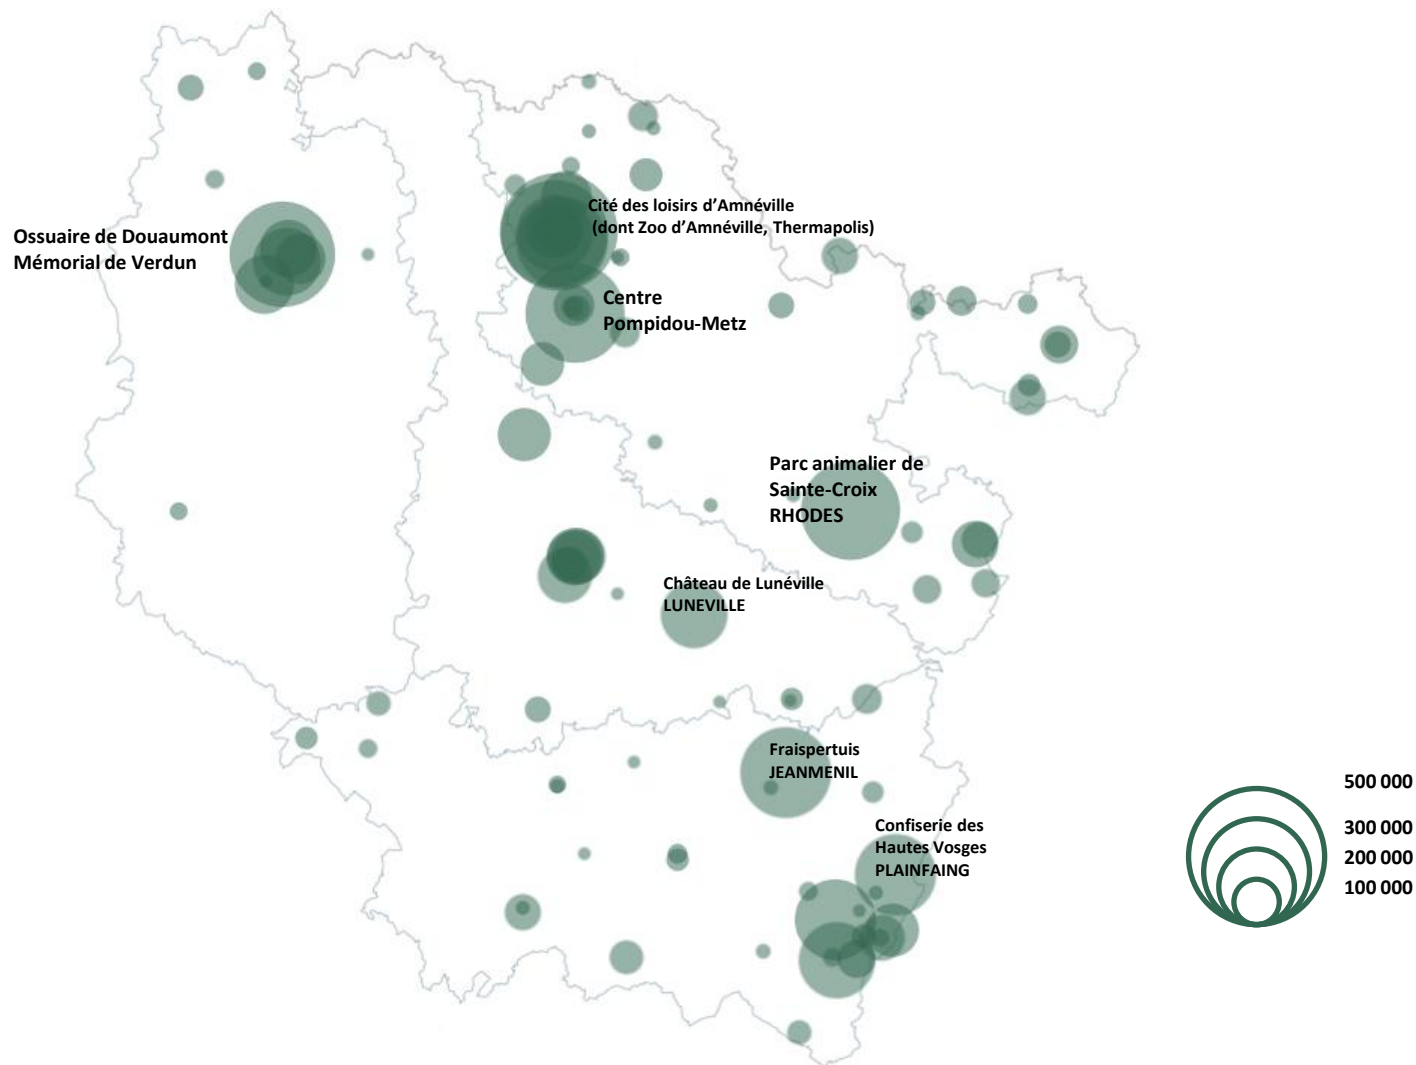 Cité des loisirs d’Amnéville
(dont Zoo d’Amnéville, Thermapolis)
Ossuaire de Douaumont
Mémorial de Verdun
Centre
Pompidou-Metz
Parc animalier de
Sainte-Croix
RHODES
Château de Lunéville
LUNEVILLE
Fraispertuis
JEANMENIL
Confiserie des
Hautes Vosges
PLAINFAING
500 000
300 000
200 000
100 000